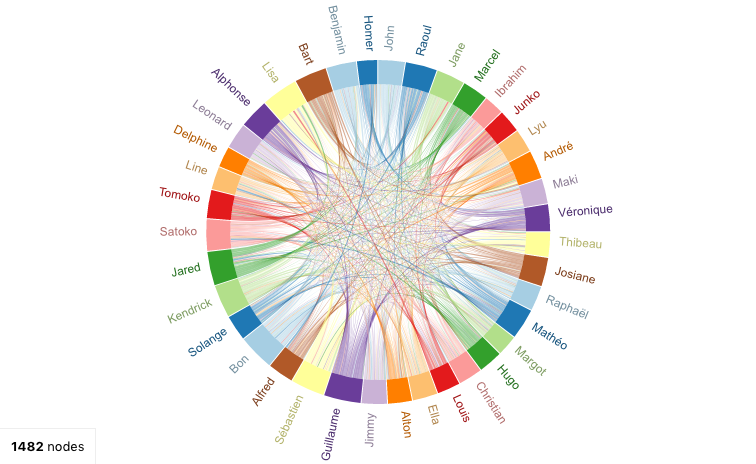 John
Raoul
Jane
Marcel
Ibrahim
Junko
Lyu
André
Maki
Véronique
Thibeau
Josiane
Raphaël
Mathéo
Margot
Hugo
Christian
Louis
Ella
Alton
Jimmy
Guillaume
Sébastien
Alfred
Bon
Solange
Kendrick
Jared
Satoko
Tomoko
Line
Delphine
Leonard
Alphonse
Lisa
Bart
Benjamin
Homer
1482 nodes